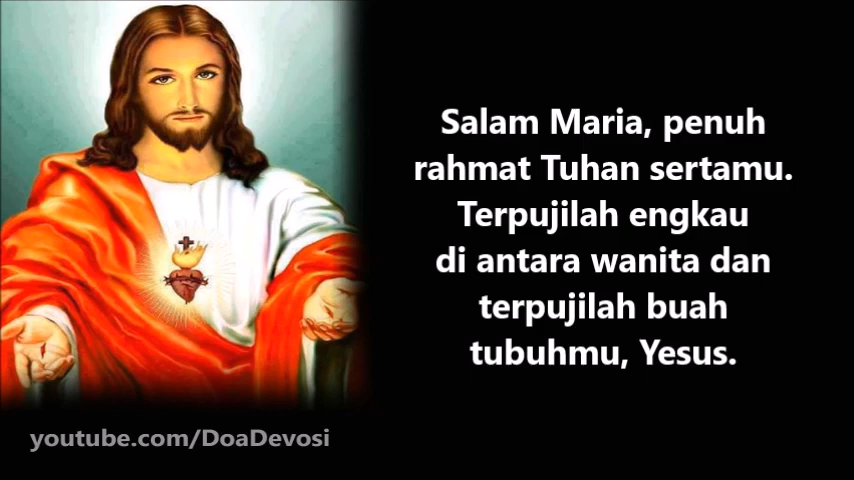 Salam Maria, penuh
rahmat Tuhan sertamu.
Terpujilah engkau
di antara wanita dan
terpujilah buah
tubuhmu, Yesus.
youtube.com/DoaDevosi